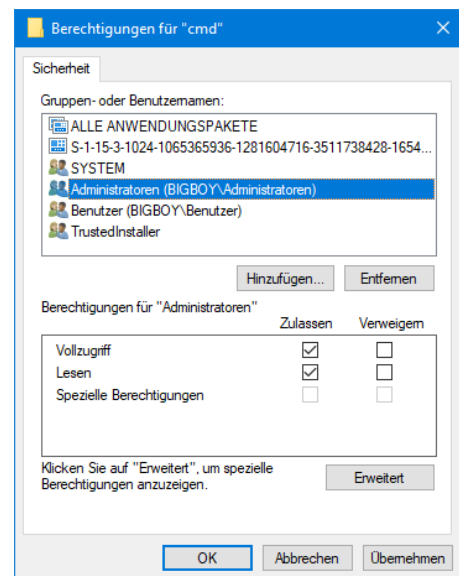 Berechtigungen für "cmd"
Sicherheit
Gruppen- oder Benutzernamen:
ALLE ANWENDUNGSPAKETE
S-1-15-3-1024-1065365936-1281604716-3511738428-1654...
SYSTEM
Administratoren (BIGBOY\Administratoren)
Benutzer (BIGBOY\Benutzer)
TrustedInstaller
Hinzufügen... Entfernen
Berechtigungen für "Administratoren"
Zulassen Verweigern
Vollzugriff
Lesen
Spezielle Berechtigungen
Klicken Sie auf "Erweitert", um spezielle
Berechtigungen anzuzeigen.
Erweitert
OK Abbrechen Übernehmen